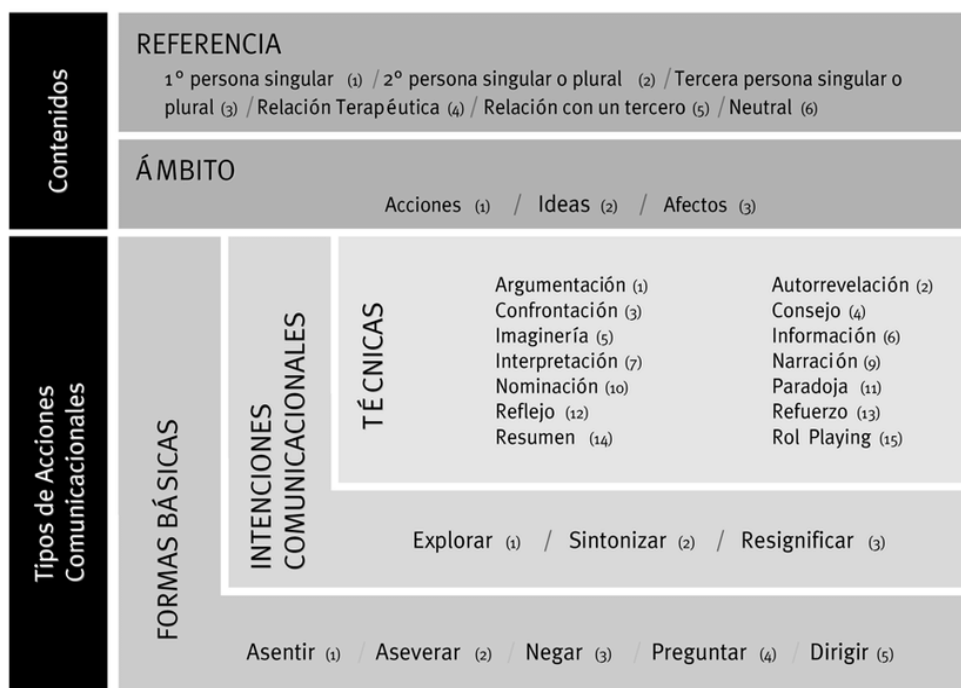 Contenidos
REFERENCIA
1° persona singular (1) / 2° persona singular o plural (2) / Tercera persona singular o
plural (3) / Relación Terapéutica (4) / Relación con un tercero (5) / Neutral (6)
ÁMBITO
Acciones (1) / Ideas (2) / Afectos (3)
Tipos de Acciones
Comunicacionales
FORMAS BÁSICAS
INTENCIONES
COMUNICACIONALES
TÉCNICAS
Argumentación (1) Autorrevelación (2)
Confrontación (3) Consejo (4)
Imaginería (5) Información (6)
Interpretación (7) Narración (9)
Nominación (10) Paradoja (11)
Reflejo (12) Refuerzo (13)
Resumen (14) Rol Playing (15)
Explorar (1) / Sintonizar (2) / Resignificar (3)
Asentir (1) / Aseverar (2) / Negar (3) / Preguntar (4) / Dirigir (5)